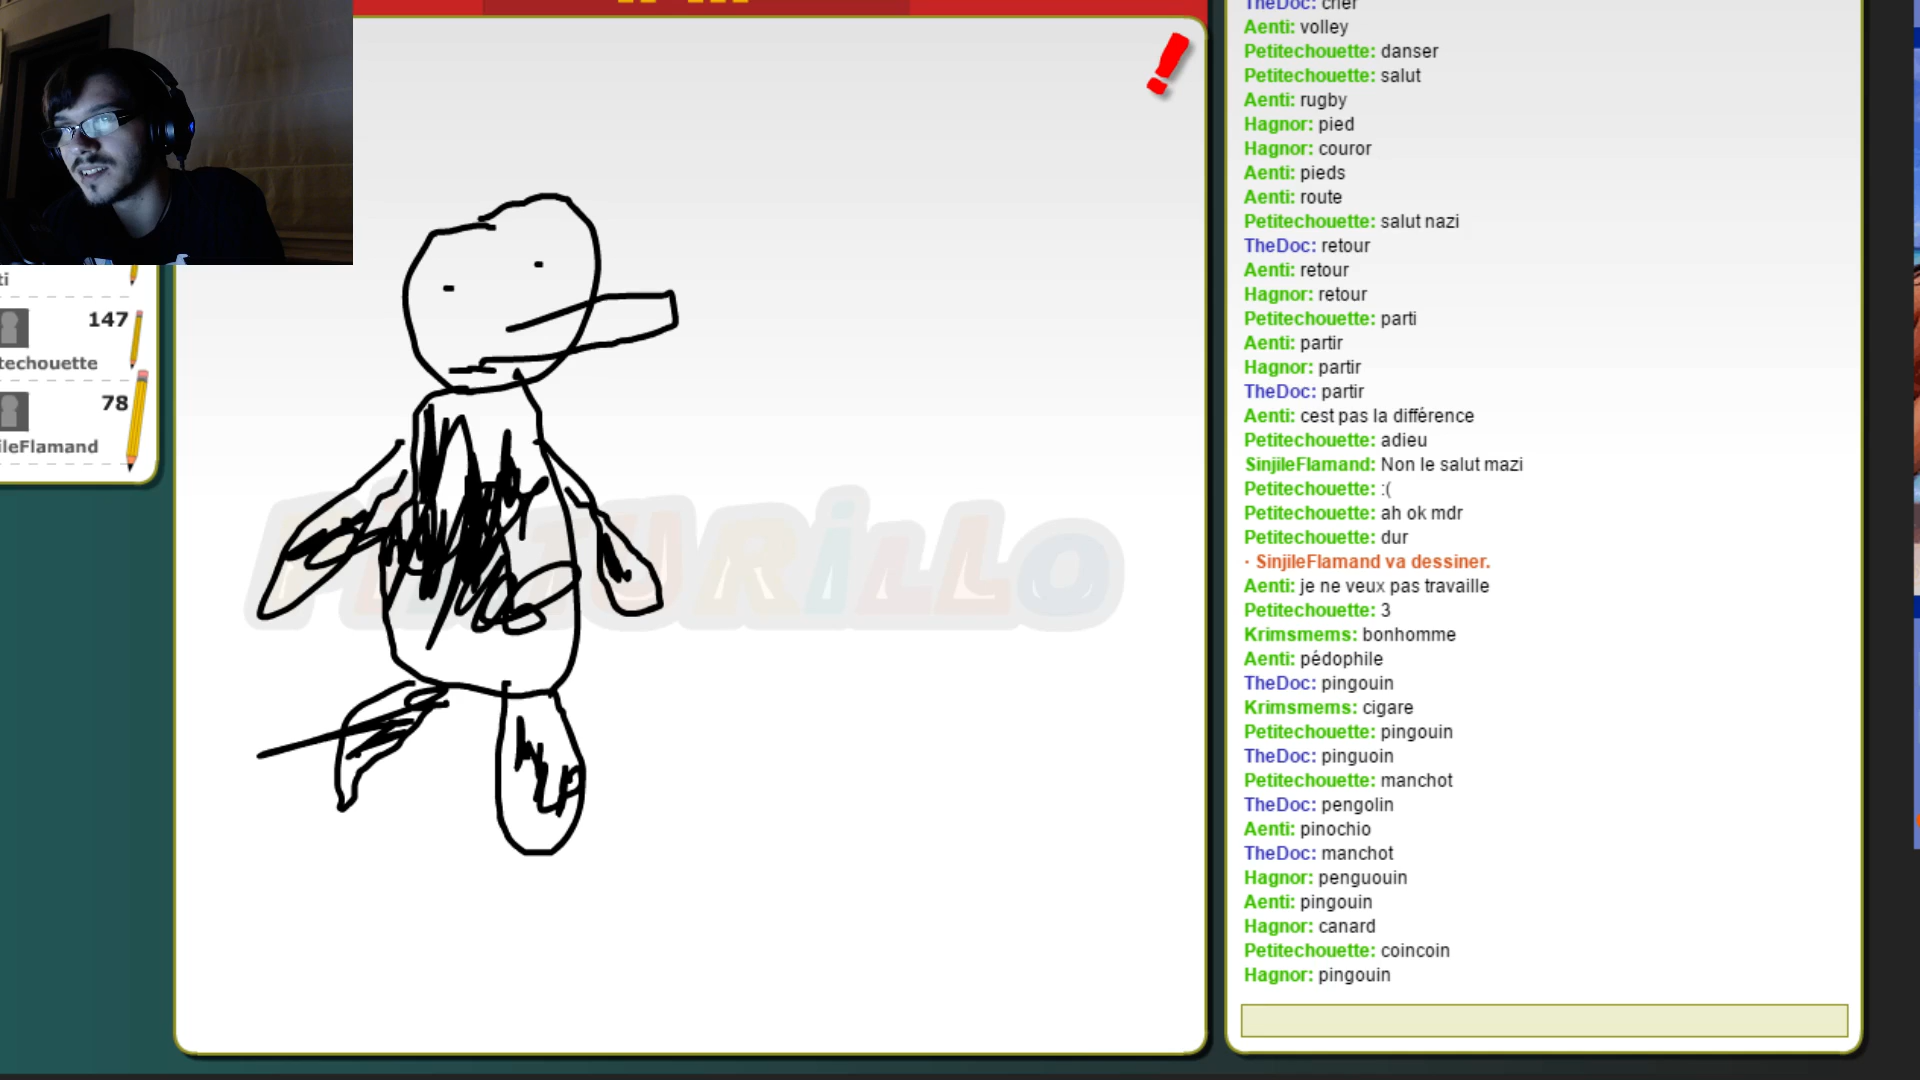 TheDoc: crier
Aenti: volley
Petitechouette: danser
Petitechouette: salut
Aenti: rugby
Hagnor: pied
Hagnor: couror
Aenti: pieds
Aenti: route
Petitechouette: salut nazi
TheDoc: retour
Aenti: retour
Hagnor: retour
Petitechouette: parti
Aenti: partir
Hagnor: partir
TheDoc: partir
Aenti: cest pas la différence
Petitechouette: adieu
SinjileFlamand: Non le salut mazi
Petitechouette: :(
Petitechouette: ah ok mdr
Petitechouette: dur
· SinjileFlamand va dessiner.
Aenti: je ne veux pas travaille
Petitechouette: 3
Krimsmems: bonhomme
Aenti: pédophile
TheDoc: pingouin
Krimsmems: cigare
Petitechouette: pingouin
TheDoc: pinguoin
Petitechouette: manchot
TheDoc: pengolin
Aenti: pinochio
TheDoc: manchot
Hagnor: penguouin
Aenti: pingouin
Hagnor: canard
Petitechouette: coincoin
Hagnor: pingouin
ti
147
techouette
78
ileFlamand
PiCTURiLLO